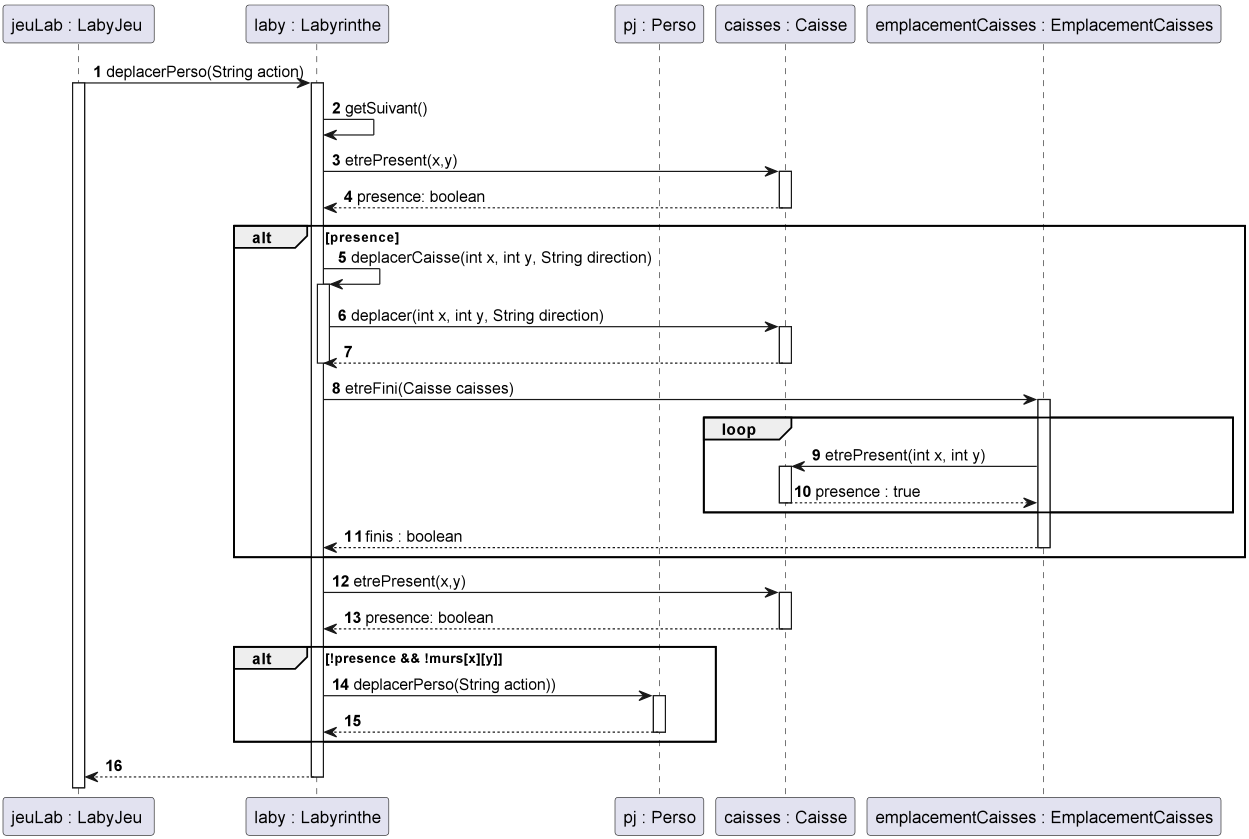 jeuLab : LabyJeu
laby : Labyrinthe
pj : Perso
caisses : Caisse
emplacementCaisses : EmplacementCaisses
1 deplacerPerso(String action)
2 getSuivant()
3 etrePresent(x,y)
4 presence: boolean
alt [presence]
5 deplacerCaisse(int x, int y, String direction)
6 deplacer(int x, int y, String direction)
7
8 etreFini(Caisse caisses)
loop
9 etrePresent(int x, int y)
10 presence : true
11 finis : boolean
12 etrePresent(x,y)
13 presence: boolean
alt [!presence && !murs[x][y]]
14 deplacerPerso(String action))
15
16
jeuLab : LabyJeu
laby : Labyrinthe
pj : Perso
caisses : Caisse
emplacementCaisses : EmplacementCaisses